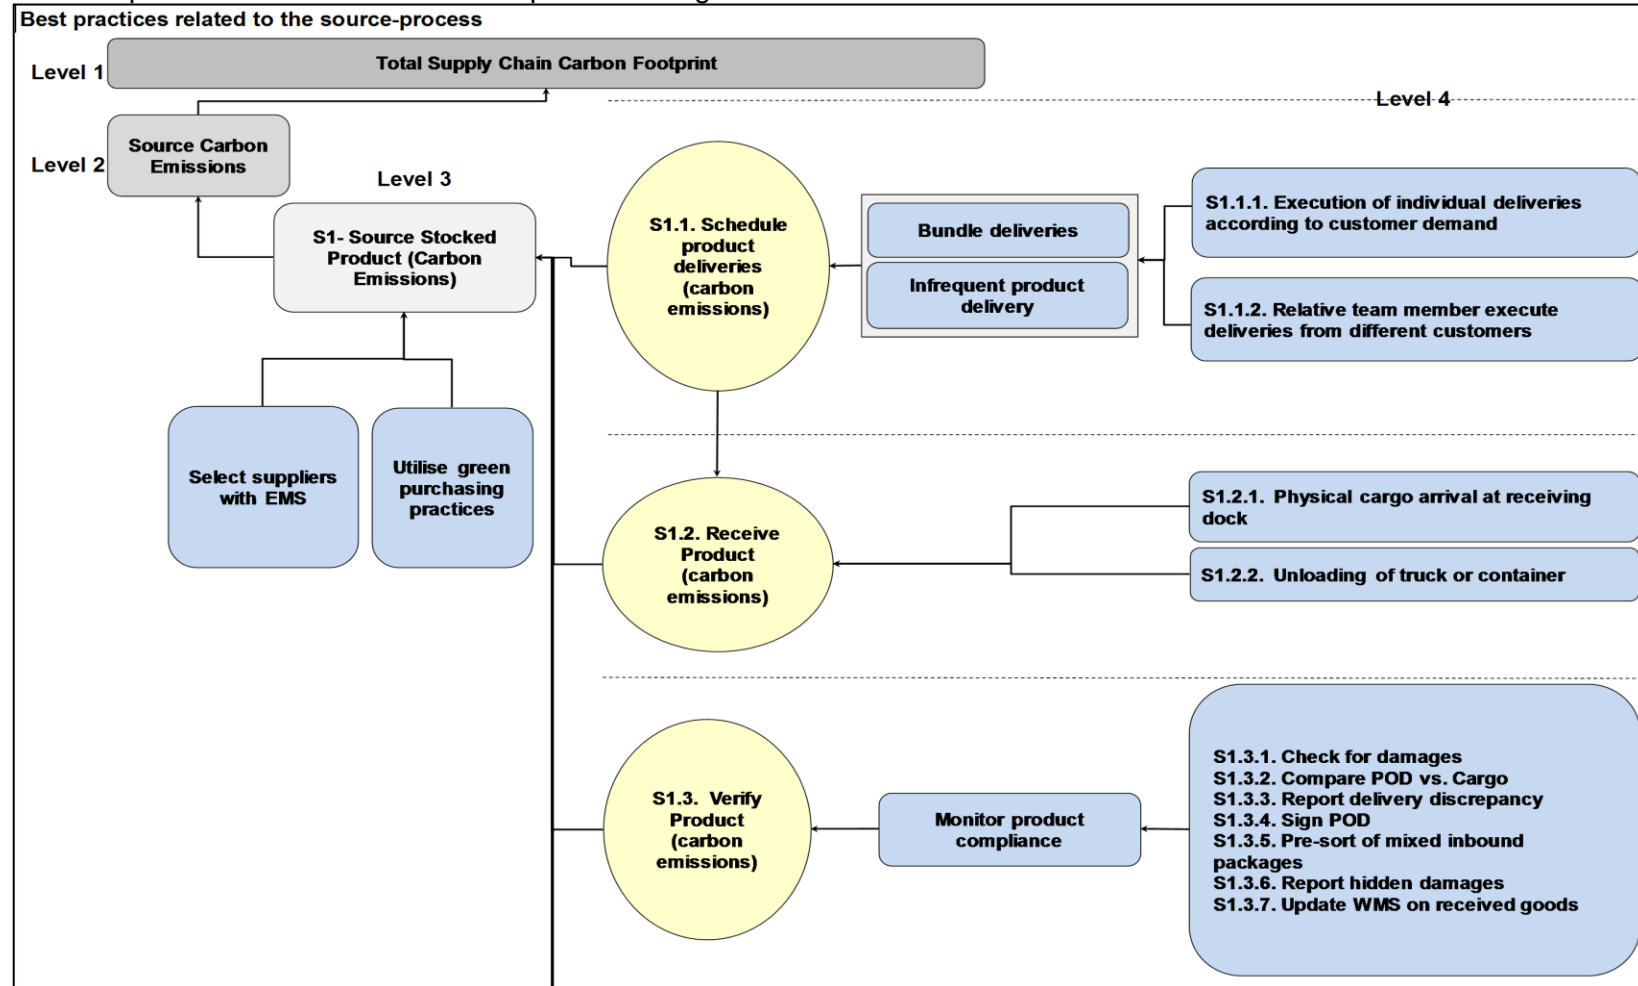 Best practices related to the source-process
Level 1
Total Supply Chain Carbon Footprint
Level 4
Level 2
Source Carbon
Emissions
Level 3
S1- Source Stocked
Product (Carbon
Emissions)
S1.1. Schedule
product
deliveries
(carbon
emissions)
Bundle deliveries
Infrequent product
delivery
S1.1.1. Execution of individual deliveries
according to customer demand
S1.1.2. Relative team member execute
deliveries from different customers
Select suppliers
with EMS
Utilise green
purchasing
practices
S1.2. Receive
Product
(carbon
emissions)
S1.2.1. Physical cargo arrival at receiving
dock
S1.2.2. Unloading of truck or container
S1.3. Verify
Product
(carbon
emissions)
Monitor product
compliance
S1.3.1. Check for damages
S1.3.2. Compare POD vs. Cargo
S1.3.3. Report delivery discrepancy
S1.3.4. Sign POD
S1.3.5. Pre-sort of mixed inbound
packages
S1.3.6. Report hidden damages
S1.3.7. Update WMS on received goods